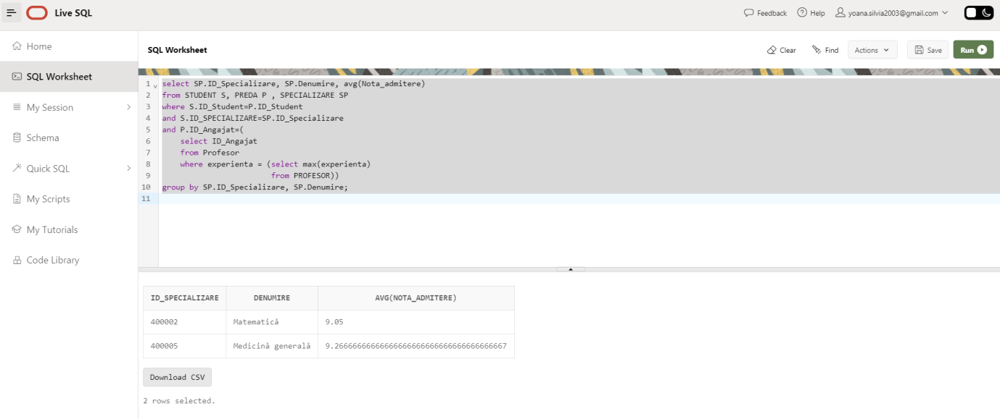 Live SQL
Feedback Help yoana.silvia2003@gmail.com
Home
SQL Worksheet
My Session
Schema
Quick SQL
My Scripts
My Tutorials
Code Library
SQL Worksheet
Clear Find Actions Save Run
1 select SP.ID_Specializare, SP.Denumire, avg(Nota_admitere)
2 from STUDENT S, PREDA P , SPECIALIZARE SP
3 where S.ID_Student=P.ID_Student
4 and S.ID_SPECIALIZARE=SP.ID_Specializare
5 and P.ID_Angajat=(
6     select ID_Angajat
7     from Profesor
8     where experienta = (select max(experienta)
9                         from PROFESOR))
10 group by SP.ID_Specializare, SP.Denumire;
11
ID_SPECIALIZARE DENUMIRE AVG(NOTA_ADMITERE)
400002 Matematică 9.05
400005 Medicină generală 9.26666666666666666666666666666666666667
Download CSV
2 rows selected.